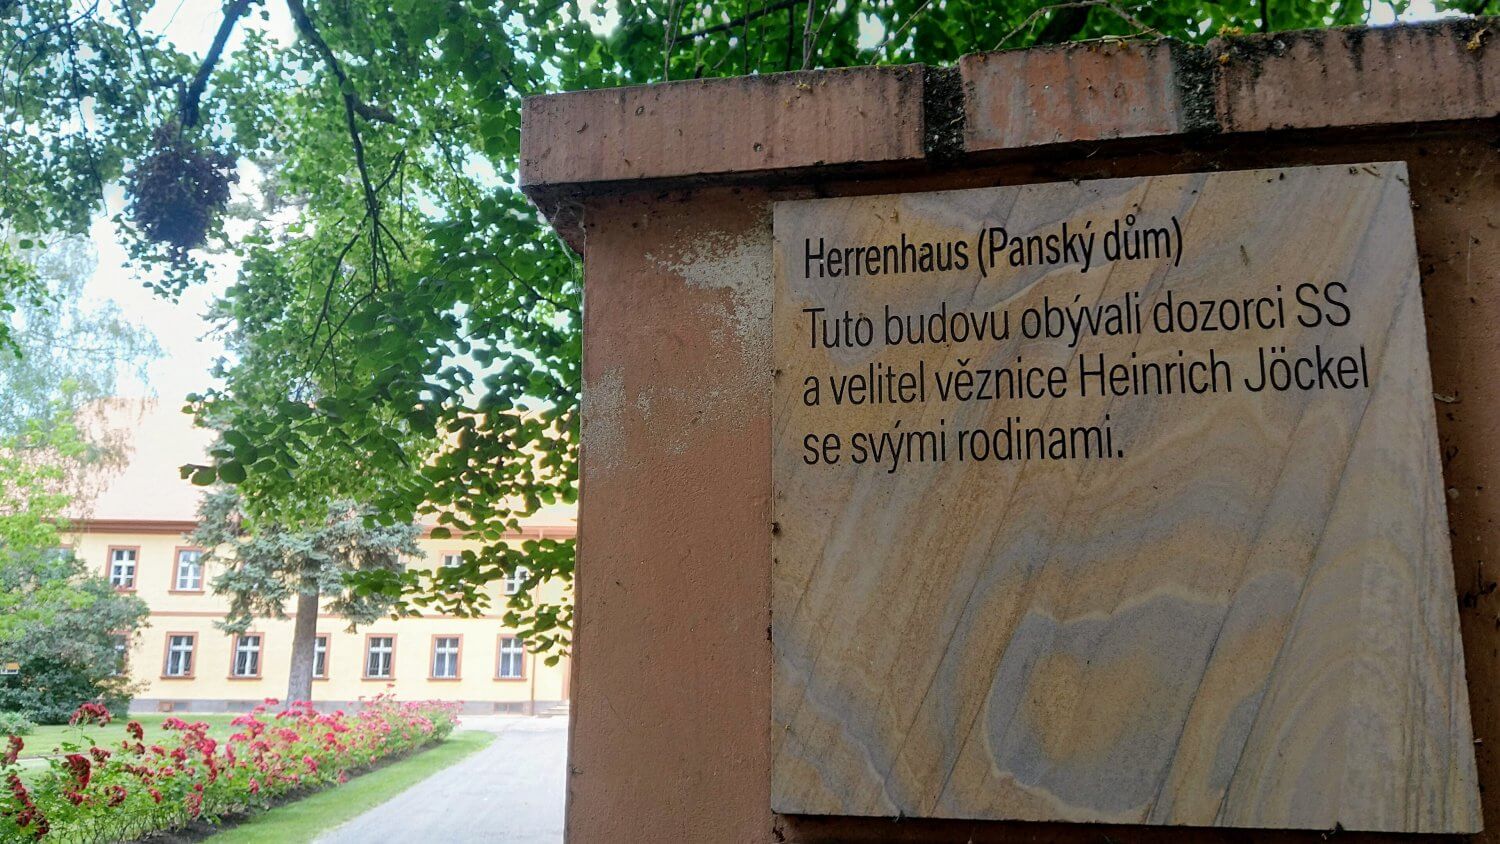 Herrenhaus (Panský dům)
Tuto budovu obývali dozorci SS
a velitel věznice Heinrich Jöckel
se svými rodinami.